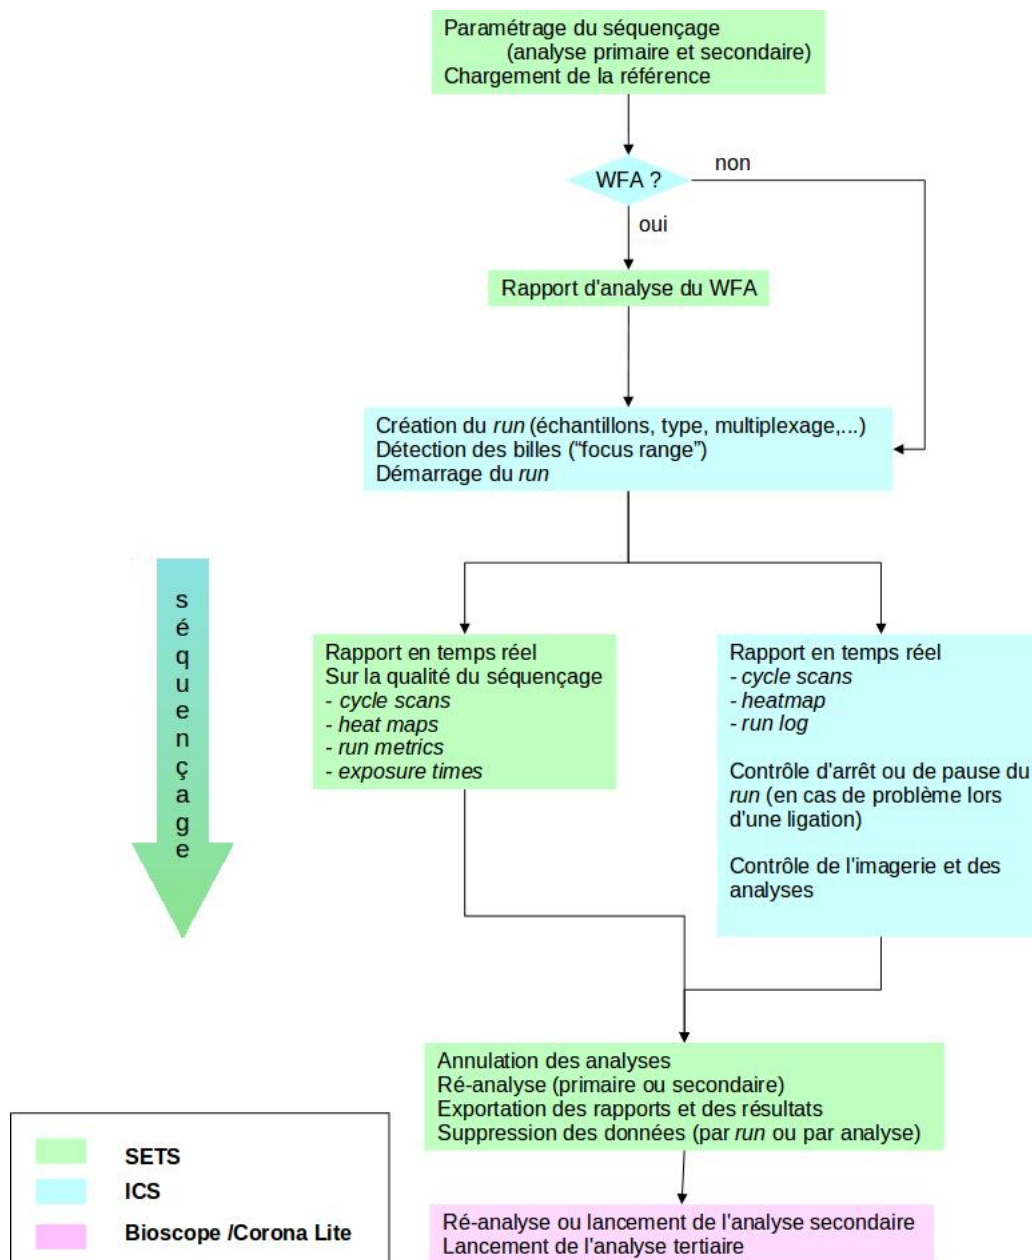 Paramétrage du séquençage
(analyse primaire et secondaire)
Chargement de la référence
WFA ?
non
oui
Rapport d'analyse du WFA
Création du run (échantillons, type, multiplexage,...)
Détection des billes (“focus range”)
Démarrage du run
séquençage
Rapport en temps réel
Sur la qualité du séquençage
- cycle scans
- heat maps
- run metrics
- exposure times
Rapport en temps réel
- cycle scans
- heatmap
- run log
Contrôle d'arrêt ou de pause du
run (en cas de problème lors
d'une ligation)
Contrôle de l'imagerie et des
analyses
Annulation des analyses
Ré-analyse (primaire ou secondaire)
Exportation des rapports et des résultats
Suppression des données (par run ou par analyse)
Ré-analyse ou lancement de l'analyse secondaire
Lancement de l'analyse tertiaire
SETS
ICS
Bioscope /Corona Lite